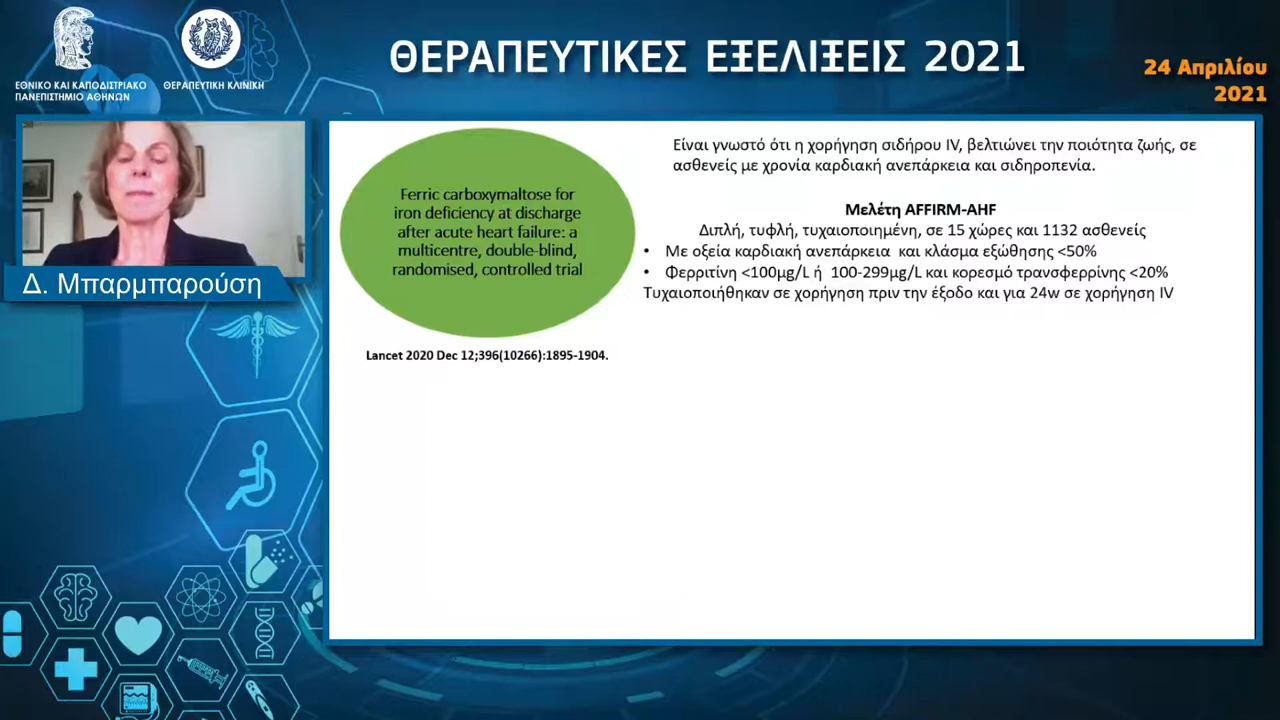 ΕΘΝΙΚΟ ΚΑΙ ΚΑΠΟΔΙΣΤΡΙΑΚΟ
ΠΑΝΕΠΙΣΤΗΜΙΟ ΑΘΗΝΩΝ
ΘΕΡΑΠΕΥΤΙΚΗ ΚΛΙΝΙΚΗ
ΘΕΡΑΠΕΥΤΙΚΕΣ ΕΞΕΛΙΞΕΙΣ 2021
24 Απριλίου
2021
Δ. Μπαρμπαρούση
Ferric carboxymaltose for
iron deficiency at discharge
after acute heart failure: a
multicentre, double-blind,
randomised, controlled trial
Lancet 2020 Dec 12;396(10266):1895-1904.
Είναι γνωστό ότι η χορήγηση σιδήρου IV, βελτιώνει την ποιότητα ζωής, σε
ασθενείς με χρονία καρδιακή ανεπάρκεια και σιδηροπενία.
Μελέτη AFFIRM-AHF
Διπλή, τυφλή, τυχαιοποιημένη, σε 15 χώρες και 1132 ασθενείς
• Με οξεία καρδιακή ανεπάρκεια και κλάσμα εξώθησης <50%
• Φερριτίνη <100μg/L ή 100-299μg/L και κορεσμό τρανσφερρίνης <20%
Τυχαιοποιήθηκαν σε χορήγηση πριν την έξοδο και για 24w σε χορήγηση IV